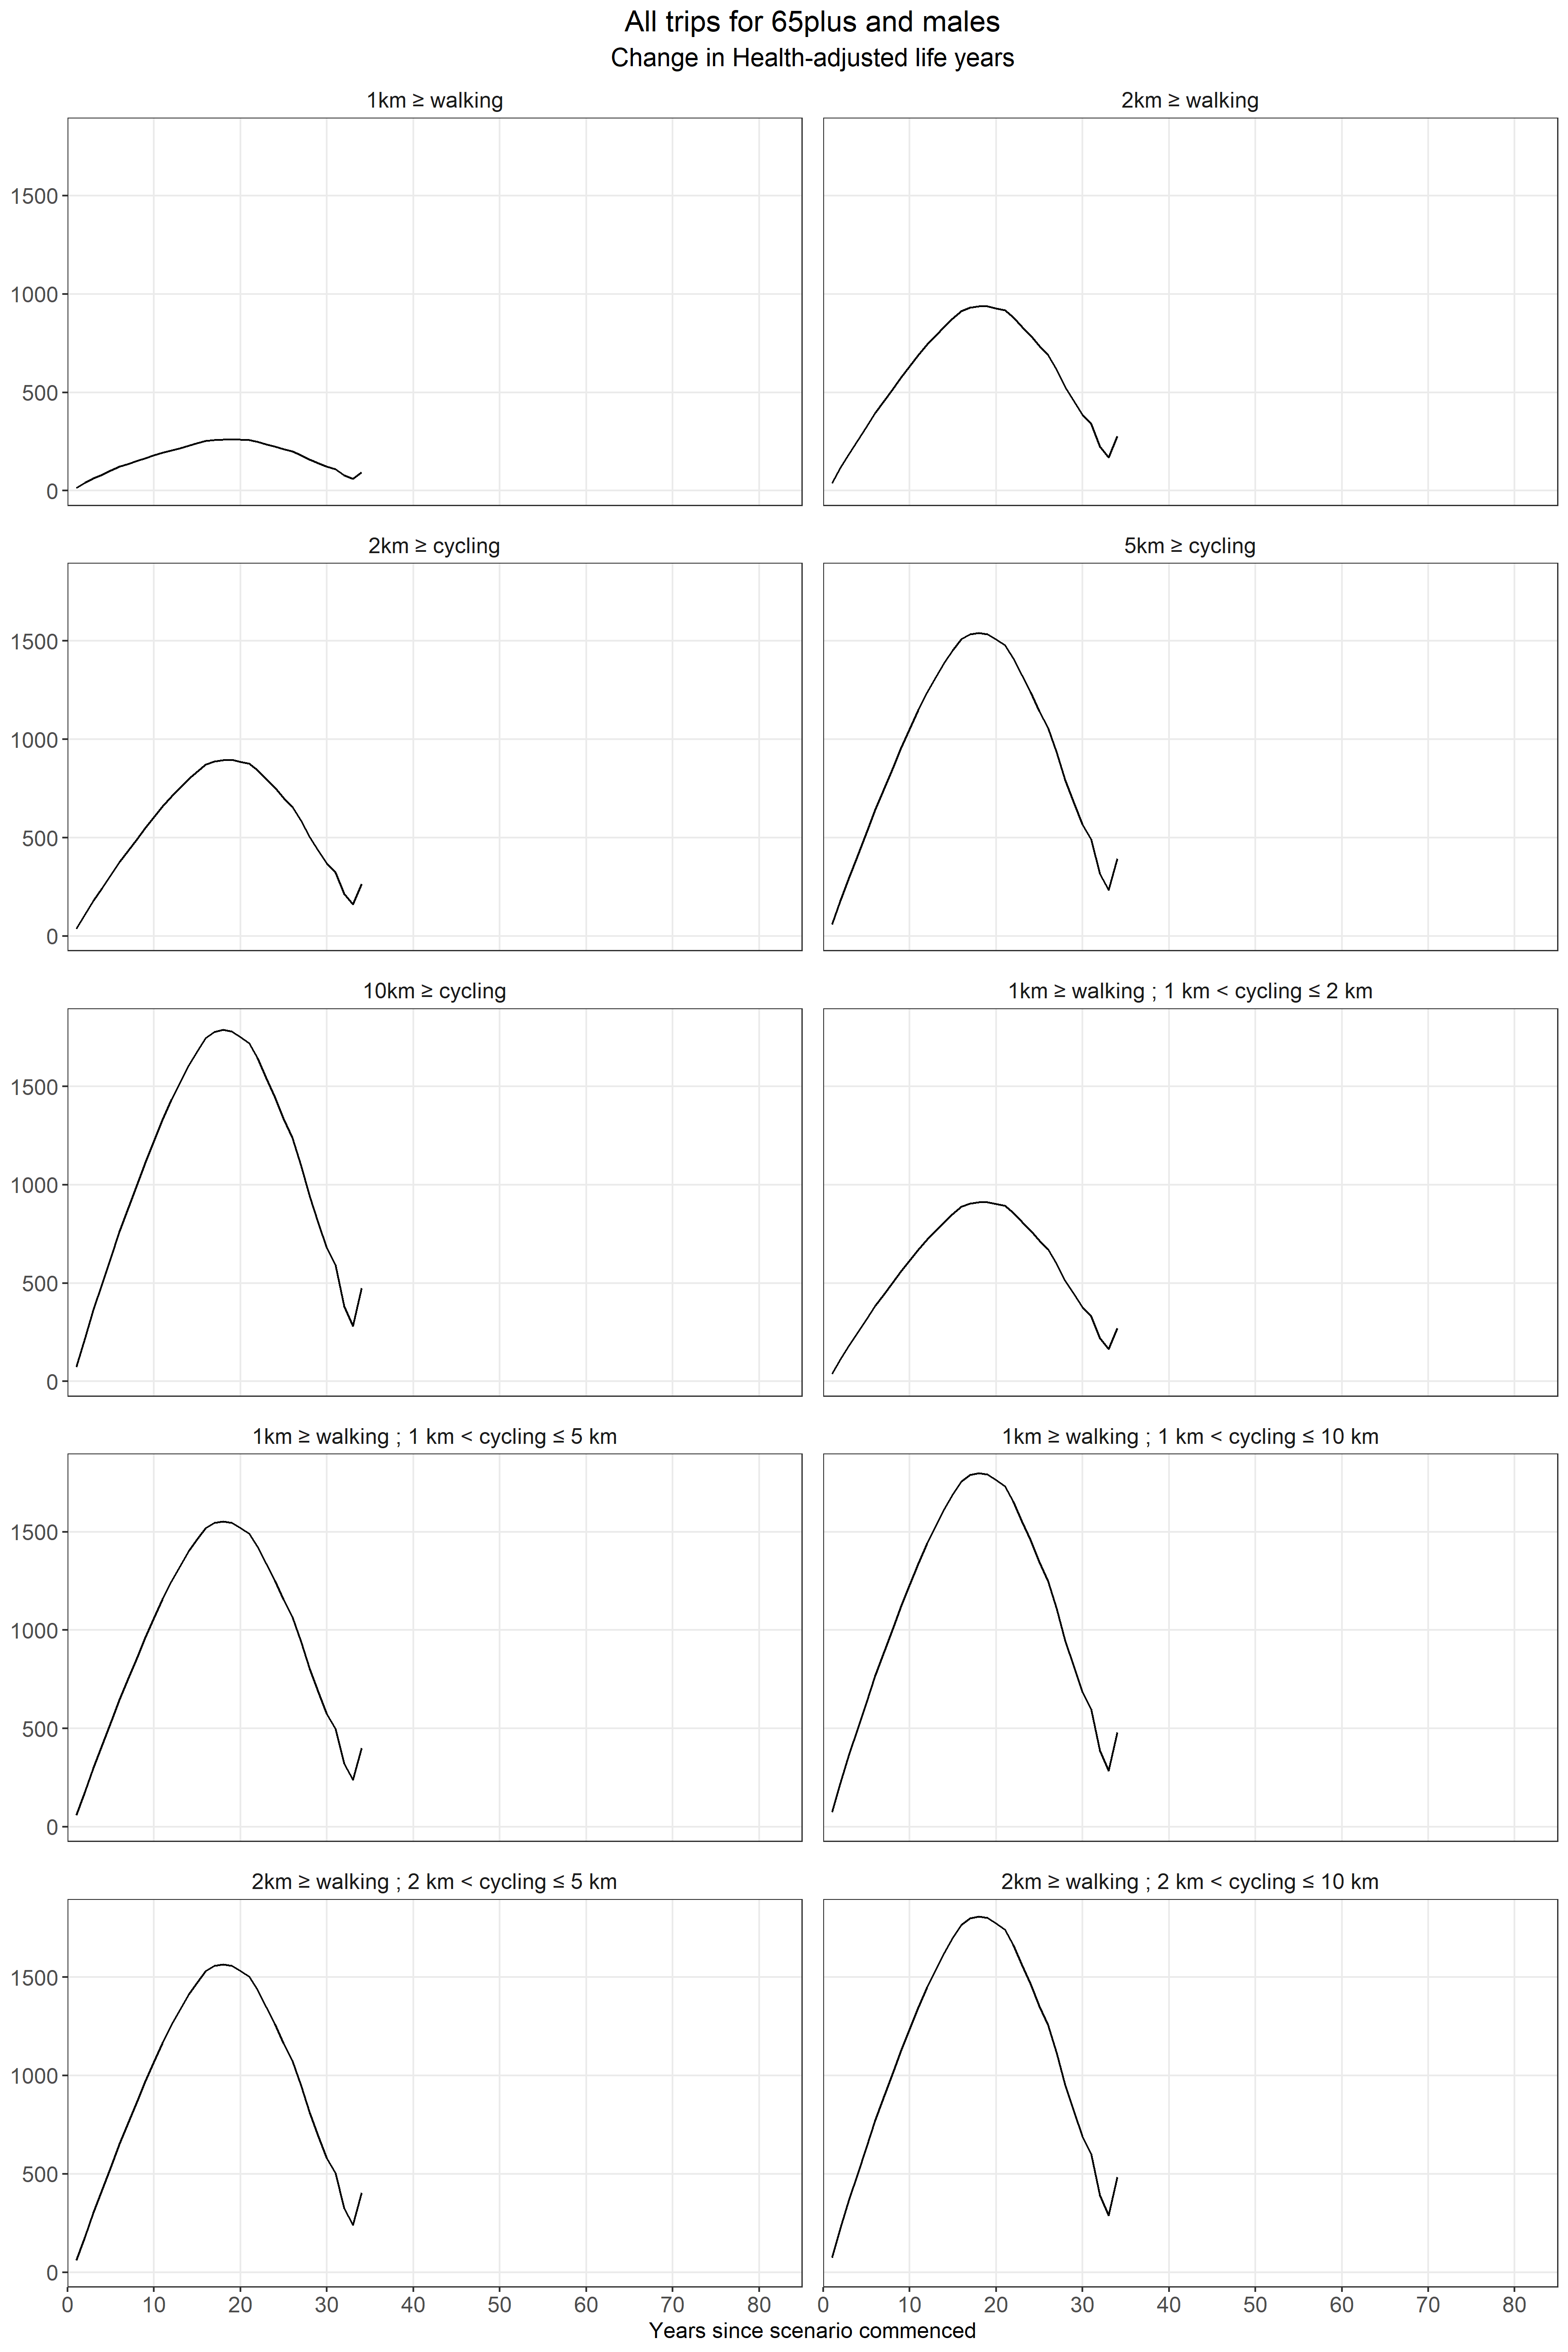 All trips for 65plus and males
Change in Health-adjusted life years
1km ≥ walking
2km ≥ walking
1500
1000
500
0
2km ≥ cycling
5km ≥ cycling
1500
1000
500
0
10km ≥ cycling
1km ≥ walking ; 1 km < cycling ≤ 2 km
1500
1000
500
0
1km ≥ walking ; 1 km < cycling ≤ 5 km
1km ≥ walking ; 1 km < cycling ≤ 10 km
1500
1000
500
0
2km ≥ walking ; 2 km < cycling ≤ 5 km
2km ≥ walking ; 2 km < cycling ≤ 10 km
1500
1000
500
0
0 10 20 30 40 50 60 70 80
0 10 20 30 40 50 60 70 80
Years since scenario commenced